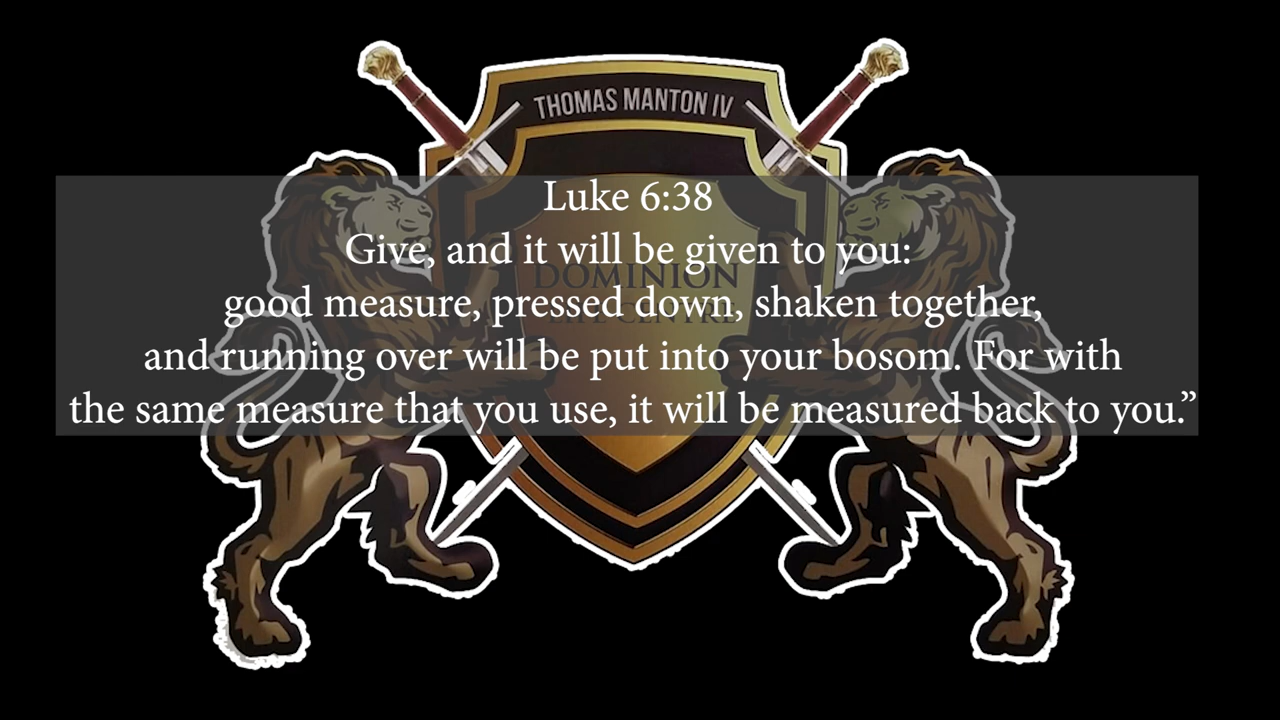 THOMAS MANTON IV
Luke 6:38
Give, and it will be given to you:
DOMINION
good measure, pressed down, shaken together,
LIFE CENTRE
and running over will be put into your bosom. For with
the same measure that you use, it will be measured back to you.”